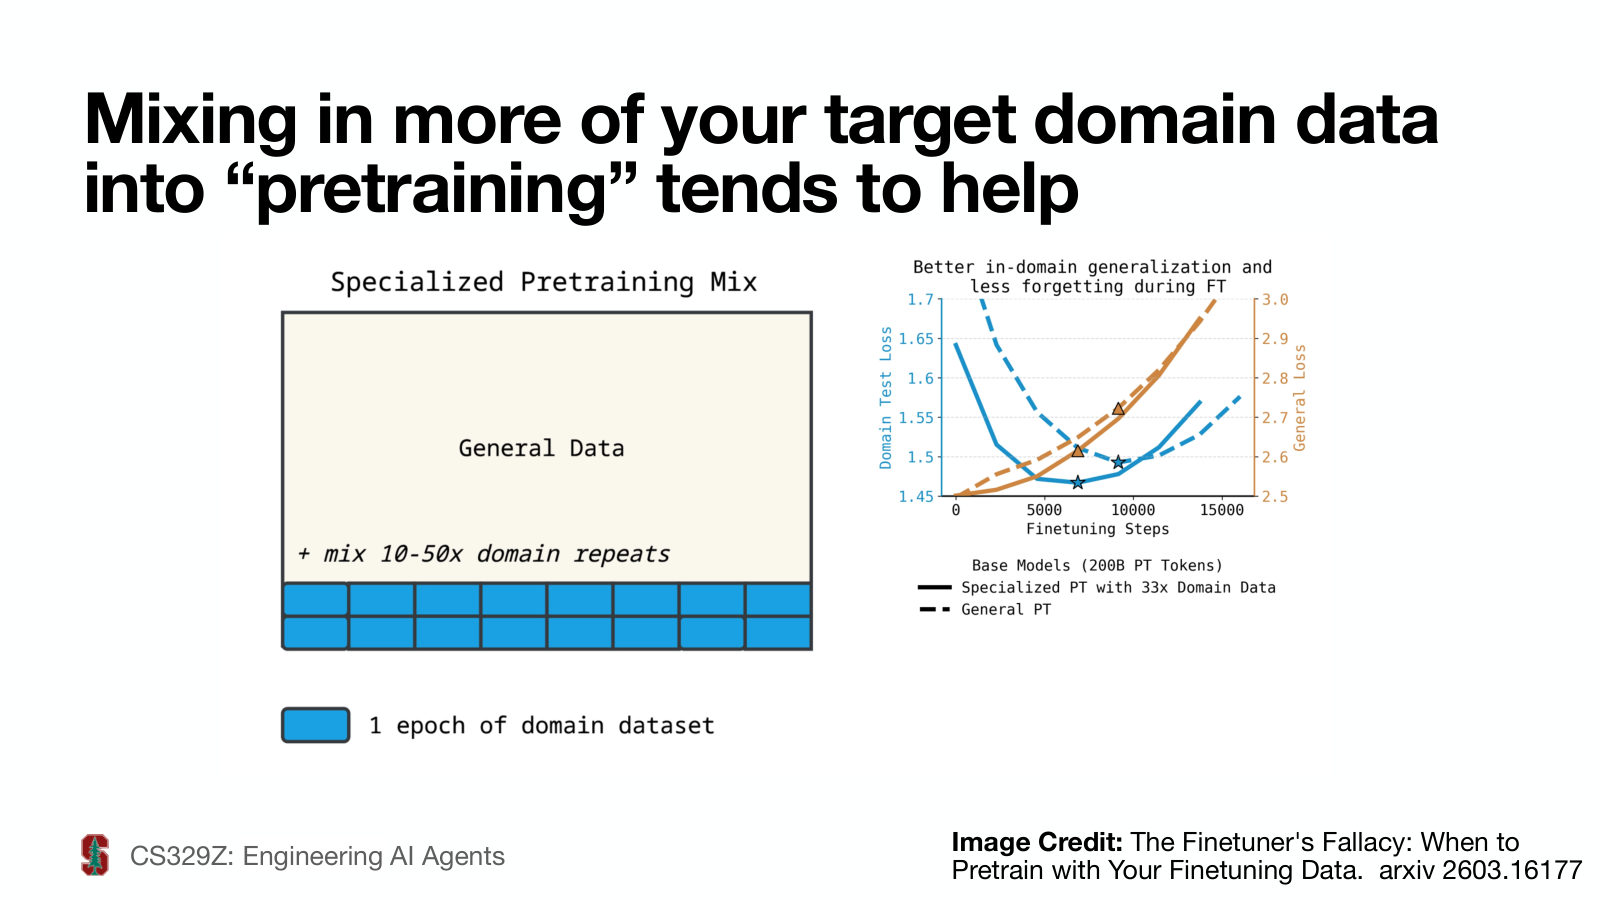 Mixing in more of your target domain data
into “pretraining” tends to help
Specialized Pretraining Mix
General Data
+ mix 10-50x domain repeats
1 epoch of domain dataset
Better in-domain generalization and
less forgetting during FT
Domain Test Loss
1.7
1.65
1.6
1.55
1.5
1.45
3.0
2.9
2.8
2.7
2.6
2.5
General Loss
0 5000 10000 15000
Finetuning Steps
Base Models (200B PT Tokens)
Specialized PT with 33x Domain Data
General PT
CS329Z: Engineering AI Agents
Image Credit: The Finetuner's Fallacy: When to
Pretrain with Your Finetuning Data. arxiv 2603.16177